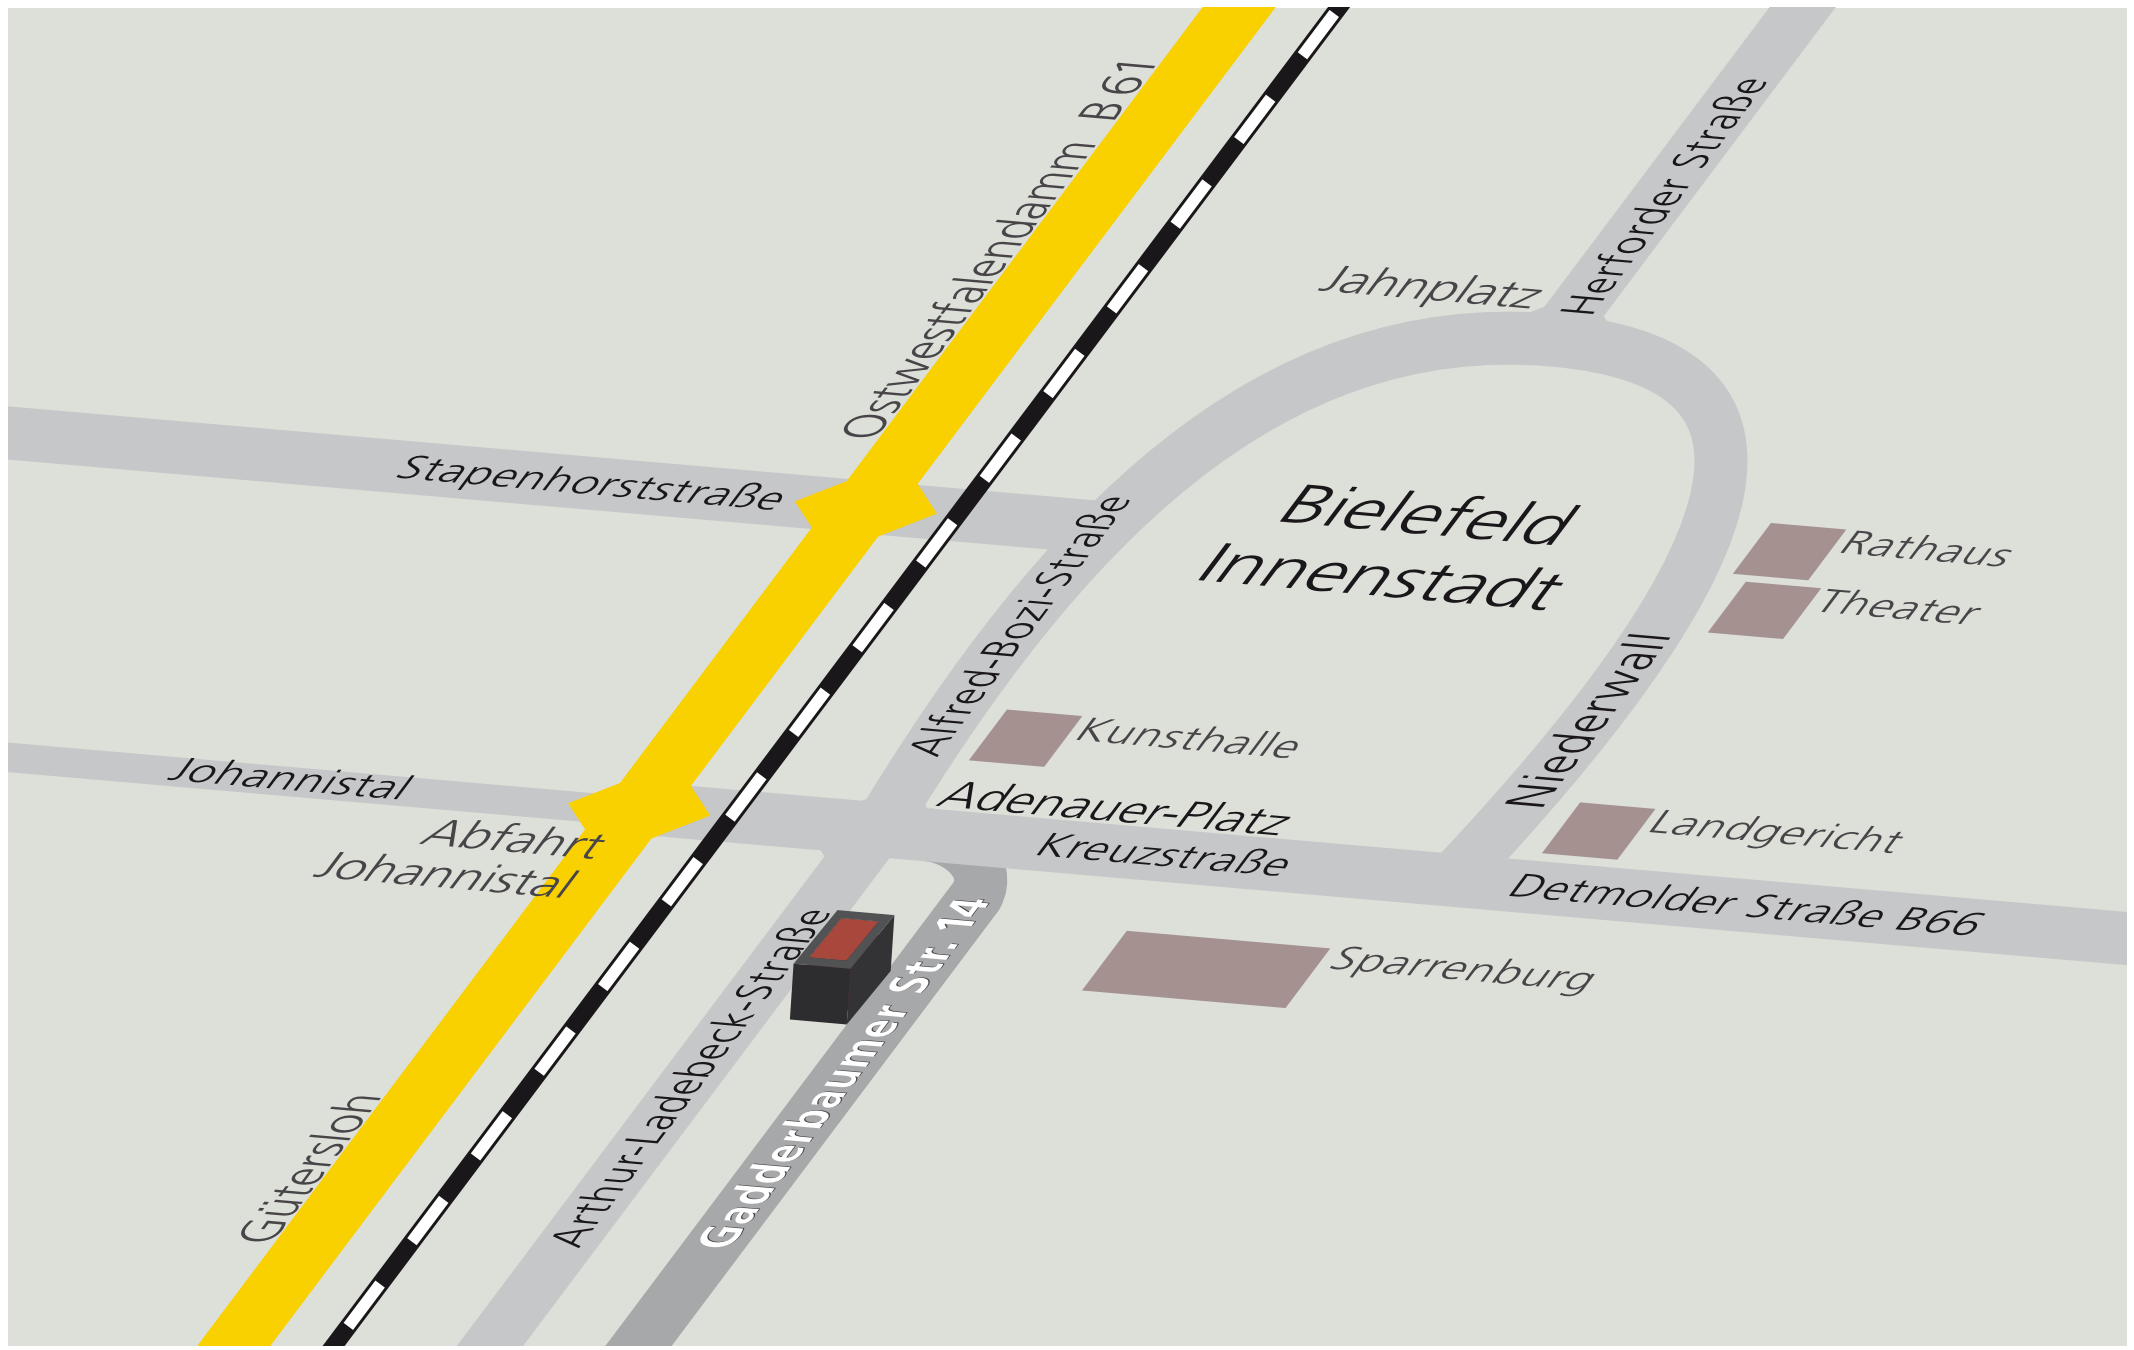 Ostwestfalendamm B 61
Herforder Straße
Jahnplatz
Stapenhorststraße
Alfred-Bozi-Straße
Bielefeld
Innenstadt
Rathaus
Theater
Niederwall
Kunsthalle
Johannistal
Abfahrt
Johannistal
Adenauer-Platz
Kreuzstraße
Landgericht
Detmolder Straße B66
Sparrenburg
Arthur-Ladebeck-Straße
Gadderbaumer Str. 14
Gütersloh